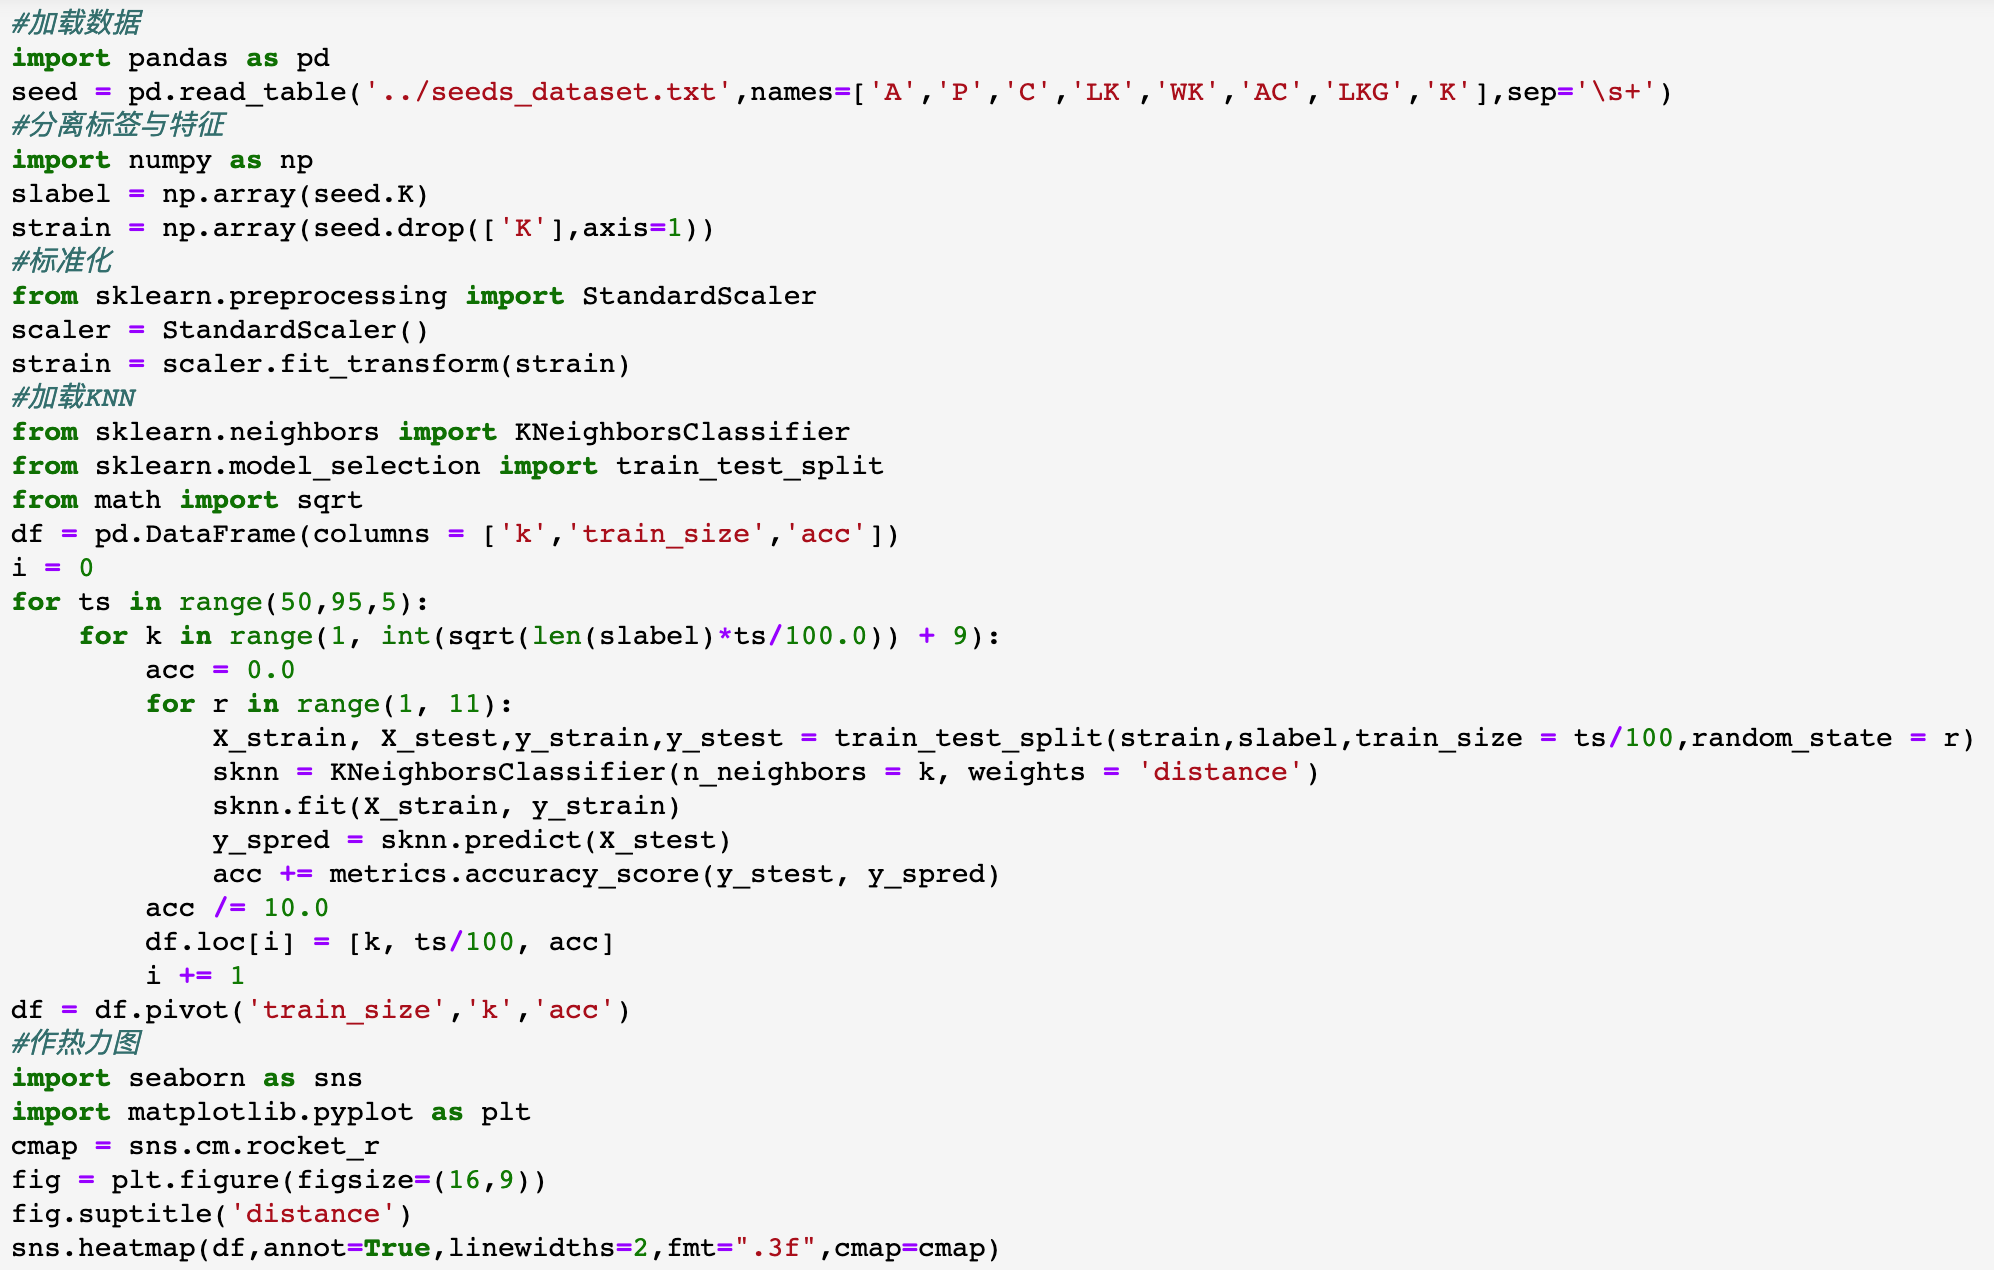 #加载数据
import pandas as pd
seed = pd.read_table('../seeds_dataset.txt',names=['A','P','C','LK','WK','AC','LKG','K'],sep='\s+')
#分离标签与特征
import numpy as np
slabel = np.array(seed.K)
strain = np.array(seed.drop(['K'],axis=1))
#标准化
from sklearn.preprocessing import StandardScaler
scaler = StandardScaler()
strain = scaler.fit_transform(strain)
#加载KNN
from sklearn.neighbors import KNeighborsClassifier
from sklearn.model_selection import train_test_split
from math import sqrt
df = pd.DataFrame(columns = ['k','train_size','acc'])
i = 0
for ts in range(50,95,5):
    for k in range(1, int(sqrt(len(slabel)*ts/100.0)) + 9):
        acc = 0.0
        for r in range(1, 11):
            X_strain, X_stest,y_strain,y_stest = train_test_split(strain,slabel,train_size = ts/100,random_state = r)
            sknn = KNeighborsClassifier(n_neighbors = k, weights = 'distance')
            sknn.fit(X_strain, y_strain)
            y_spred = sknn.predict(X_stest)
            acc += metrics.accuracy_score(y_stest, y_spred)
        acc /= 10.0
        df.loc[i] = [k, ts/100, acc]
        i += 1
df = df.pivot('train_size','k','acc')
#作热力图
import seaborn as sns
import matplotlib.pyplot as plt
cmap = sns.cm.rocket_r
fig = plt.figure(figsize=(16,9))
fig.suptitle('distance')
sns.heatmap(df,annot=True,linewidths=2,fmt=".3f",cmap=cmap)